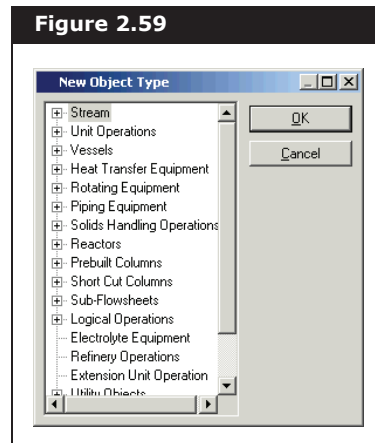 Figure 2.59
New Object Type
Stream
Unit Operations
Vessels
Heat Transfer Equipment
Rotating Equipment
Piping Equipment
Solids Handling Operations
Reactors
Prebuilt Columns
Short Cut Columns
Sub-Flowsheets
Logical Operations
Electrolyte Equipment
Refinery Operations
Extension Unit Operation
Utility Objects
OK
Cancel